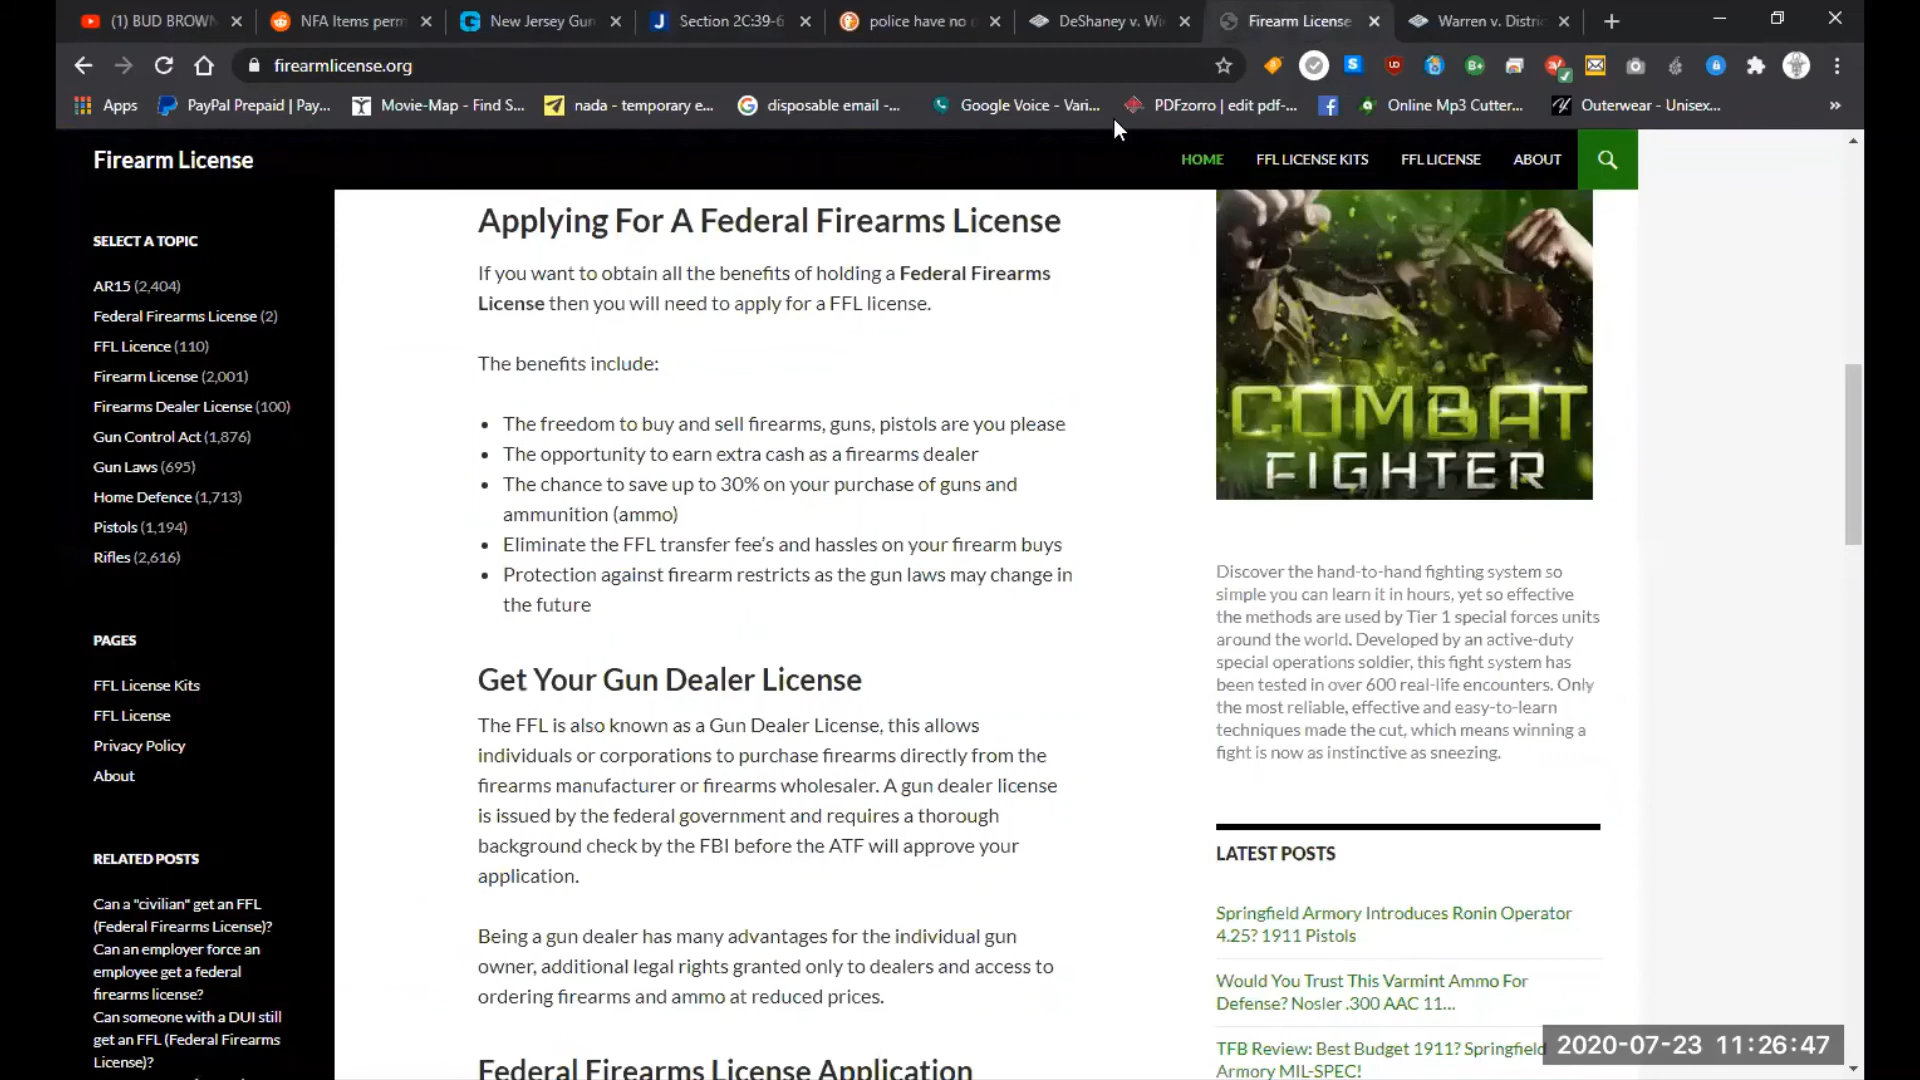 (1) BUD BROWN
NFA Items perm
New Jersey Gun
Section 2C:39-6
police have no d
DeShaney v. Wi
Firearm License
Warren v. Distri
firearmlicense.org
Apps
PayPal Prepaid | Pay...
Movie-Map - Find S...
nada - temporary e...
disposable email -...
Google Voice - Vari...
PDFzorro | edit pdf-...
Online Mp3 Cutter...
Outerwear - Unisex...
Firearm License
HOME
FFL LICENSE KITS
FFL LICENSE
ABOUT
SELECT A TOPIC
AR15 (2,404)
Federal Firearms License (2)
FFL Licence (110)
Firearm License (2,001)
Firearms Dealer License (100)
Gun Control Act (1,876)
Gun Laws (695)
Home Defence (1,713)
Pistols (1,194)
Rifles (2,616)
PAGES
FFL License Kits
FFL License
Privacy Policy
About
RELATED POSTS
Can a "civilian" get an FFL
(Federal Firearms License)?
Can an employer force an
employee get a federal
firearms license?
Can someone with a DUI still
get an FFL (Federal Firearms
License)?
Applying For A Federal Firearms License
If you want to obtain all the benefits of holding a Federal Firearms
License then you will need to apply for a FFL license.
The benefits include:
The freedom to buy and sell firearms, guns, pistols are you please
The opportunity to earn extra cash as a firearms dealer
The chance to save up to 30% on your purchase of guns and
ammunition (ammo)
Eliminate the FFL transfer fee's and hassles on your firearm buys
Protection against firearm restricts as the gun laws may change in
the future
Get Your Gun Dealer License
The FFL is also known as a Gun Dealer License, this allows
individuals or corporations to purchase firearms directly from the
firearms manufacturer or firearms wholesaler. A gun dealer license
is issued by the federal government and requires a thorough
background check by the FBI before the ATF will approve your
application.
Being a gun dealer has many advantages for the individual gun
owner, additional legal rights granted only to dealers and access to
ordering firearms and ammo at reduced prices.
Federal Firearms License Application
COMBAT
FIGHTER
Discover the hand-to-hand fighting system so
simple you can learn it in hours, yet so effective
the methods are used by Tier 1 special forces units
around the world. Developed by an active-duty
special operations soldier, this fight system has
been tested in over 600 real-life encounters. Only
the most reliable, effective and easy-to-learn
techniques made the cut, which means winning a
fight is now as instinctive as sneezing.
LATEST POSTS
Springfield Armory Introduces Ronin Operator
4.25? 1911 Pistols
Would You Trust This Varmint Ammo For
Defense? Nosler .300 AAC 11...
TFB Review: Best Budget 1911? Springfield
Armory MIL-SPEC!
2020-07-23 11:26:47